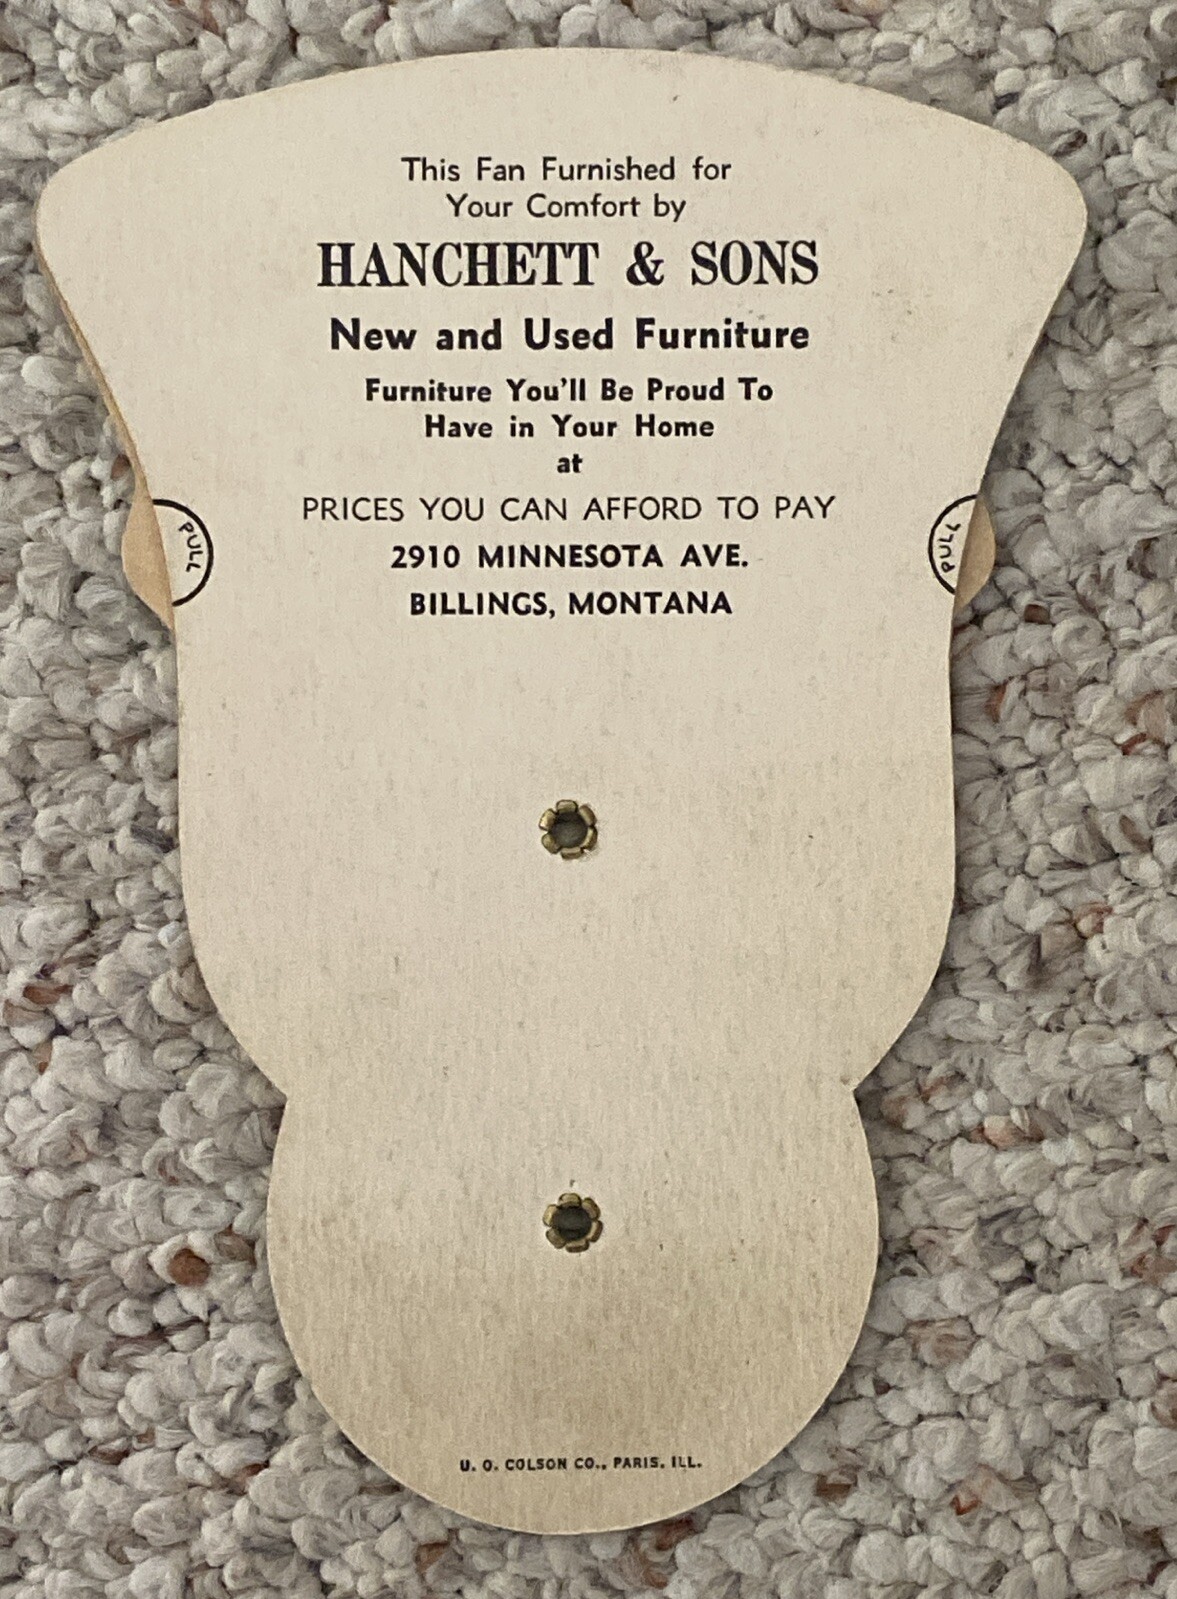 This Fan Furnished for
Your Comfort by
HANCHETT & SONS
New and Used Furniture
Furniture You'll Be Proud To
Have in Your Home
at
PRICES YOU CAN AFFORD TO PAY
PULL
PULL
2910 MINNESOTA AVE.
BILLINGS, MONTANA
U. O. COLSON CO., PARIS, ILL.